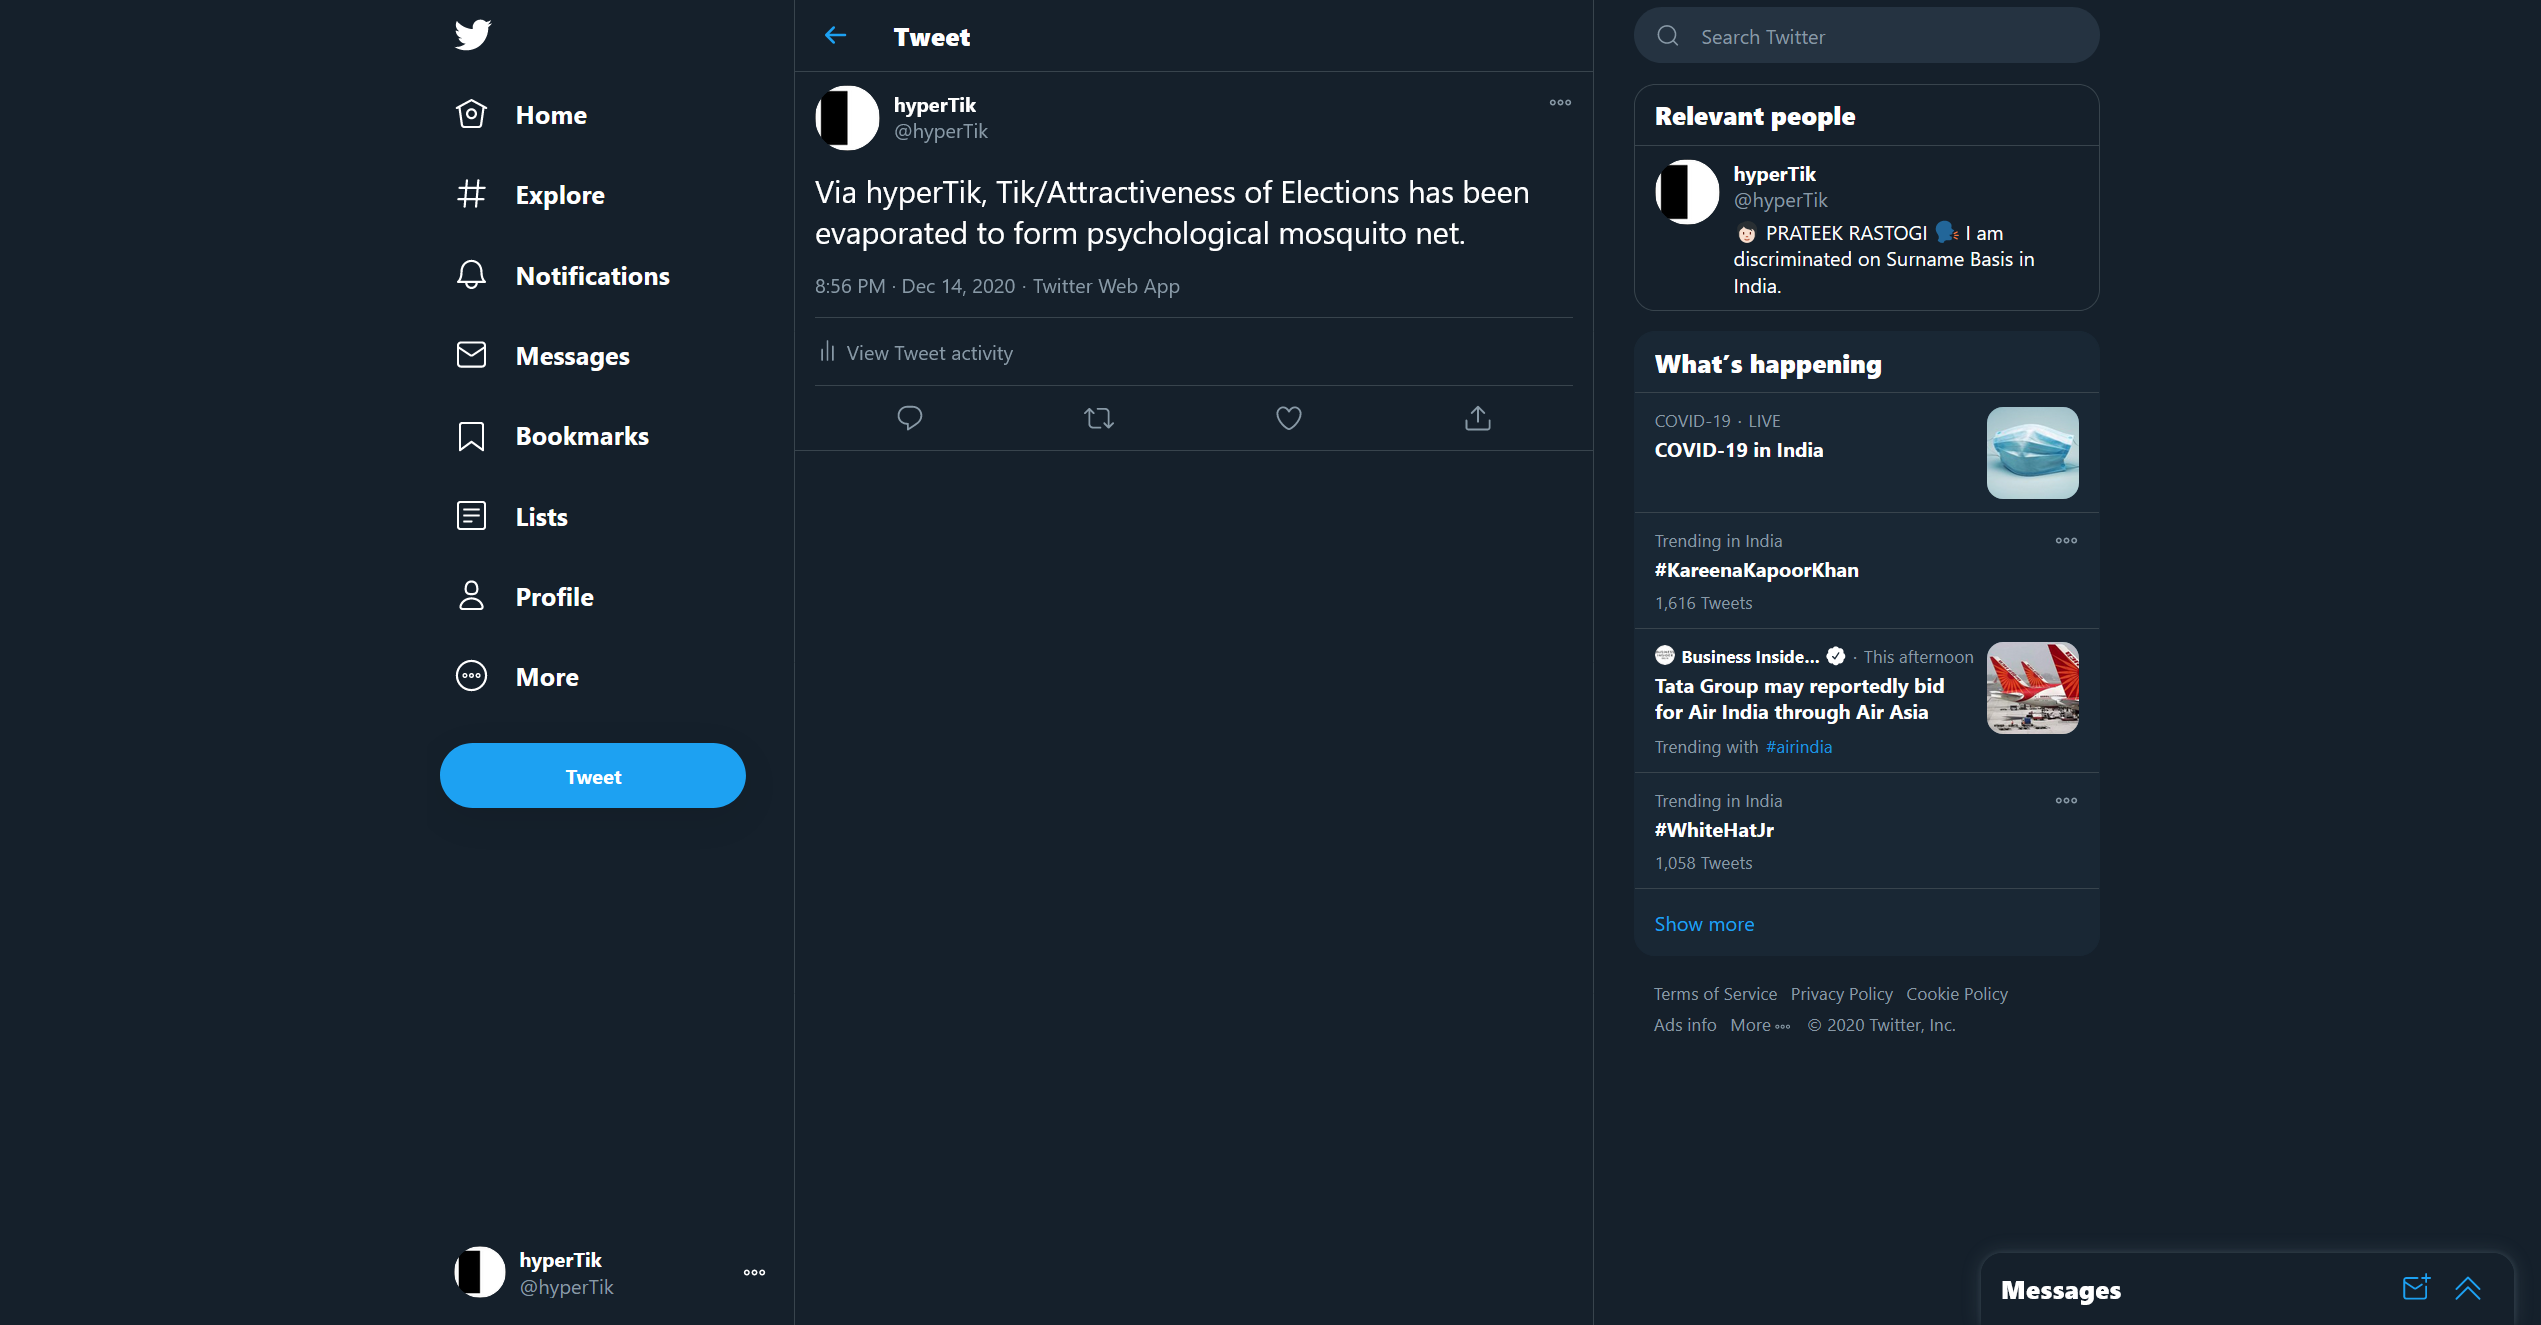 Home
Explore
Notifications
Messages
Bookmarks
Lists
Profile
More
Tweet
hyperTik
@hyperTik
Tweet
hyperTik
@hyperTik
Via hyperTik, Tik/Attractiveness of Elections has been
evaporated to form psychological mosquito net.
8:56 PM · Dec 14, 2020 · Twitter Web App
View Tweet activity
Search Twitter
Relevant people
hyperTik
@hyperTik
PRATEEK RASTOGI I am
discriminated on Surname Basis in
India.
What's happening
COVID-19 · LIVE
COVID-19 in India
Trending in India
#KareenaKapoorKhan
1,616 Tweets
Business Inside... · This afternoon
Tata Group may reportedly bid
for Air India through Air Asia
Trending with #airindia
Trending in India
#WhiteHatJr
1,058 Tweets
Show more
Terms of Service Privacy Policy Cookie Policy
Ads info More © 2020 Twitter, Inc.
Messages